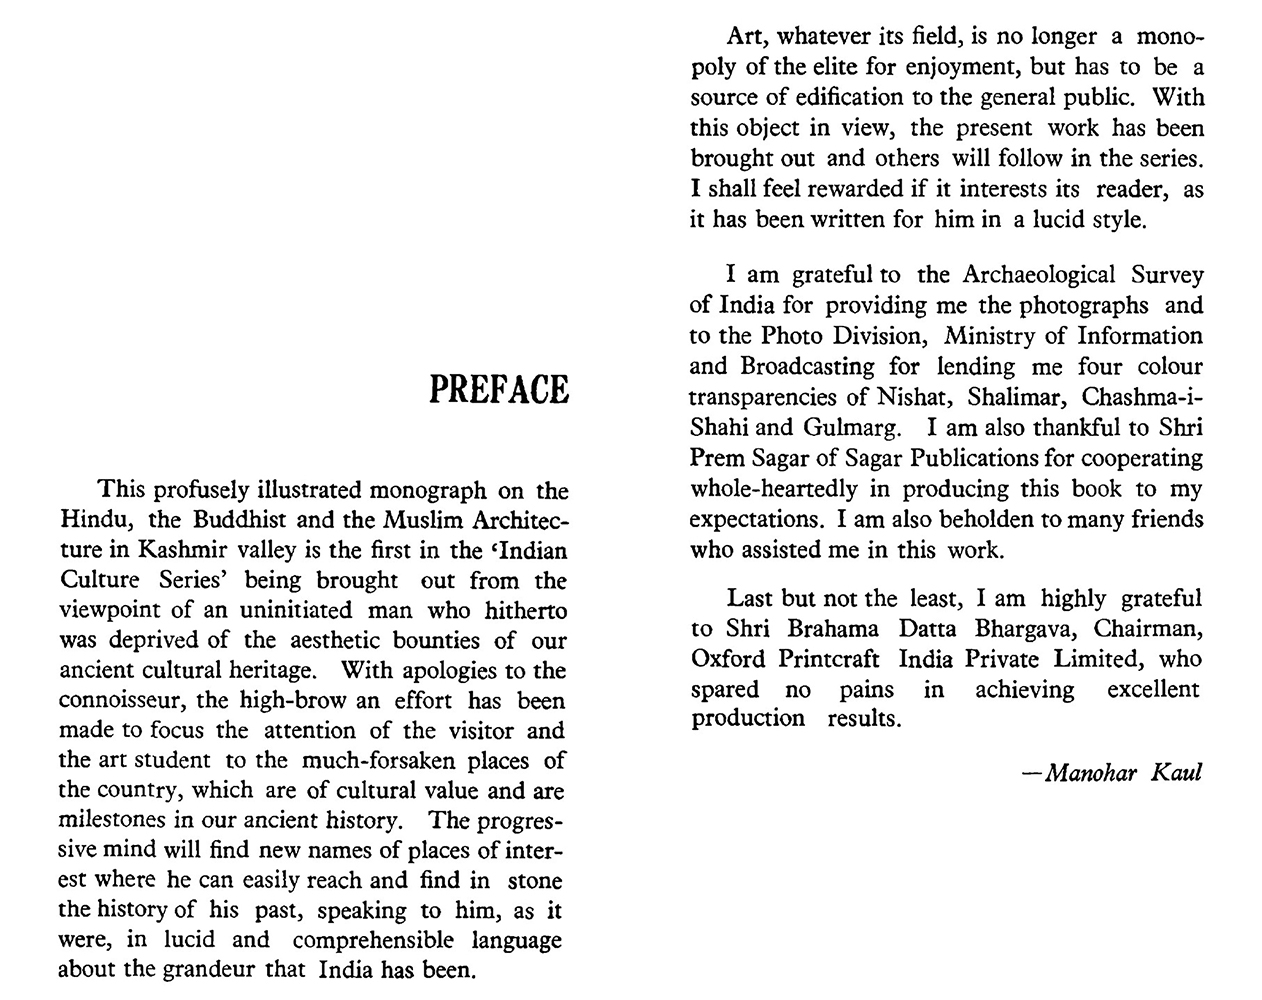 PREFACE
This profusely illustrated monograph on the
Hindu, the Buddhist and the Muslim Architec-
ture in Kashmir valley is the first in the ‘Indian
Culture Series’ being brought out from the
viewpoint of an uninitiated man who hitherto
was deprived of the aesthetic bounties of our
ancient cultural heritage. With apologies to the
connoisseur, the high-brow an effort has been
made to focus the attention of the visitor and
the art student to the much-forsaken places of
the country, which are of cultural value and are
milestones in our ancient history. The progres-
sive mind will find new names of places of inter-
est where he can easily reach and find in stone
the history of his past, speaking to him, as it
were, in lucid and comprehensible language
about the grandeur that India has been.
Art, whatever its field, is no longer a mono-
poly of the elite for enjoyment, but has to be a
source of edification to the general public. With
this object in view, the present work has been
brought out and others will follow in the series.
I shall feel rewarded if it interests its reader, as
it has been written for him in a lucid style.
I am grateful to the Archaeological Survey
of India for providing me the photographs and
to the Photo Division, Ministry of Information
and Broadcasting for lending me four colour
transparencies of Nishat, Shalimar, Chashma-i-
Shahi and Gulmarg. I am also thankful to Shri
Prem Sagar of Sagar Publications for cooperating
whole-heartedly in producing this book to my
expectations. I am also beholden to many friends
who assisted me in this work.
Last but not the least, I am highly grateful
to Shri Brahama Datta Bhargava, Chairman,
Oxford Printcraft India Private Limited, who
spared no pains in achieving excellent
production results.
—Manohar Kaul